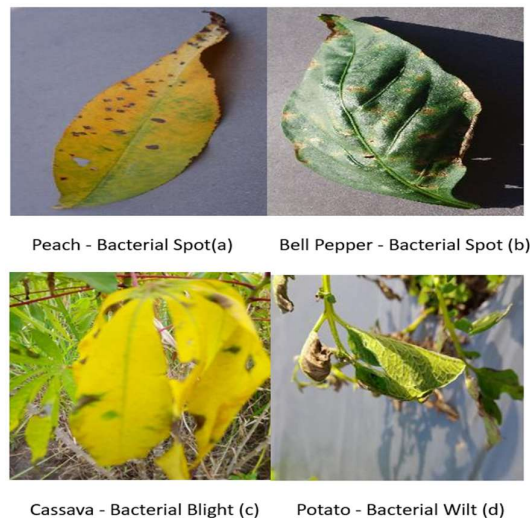 Peach - Bacterial Spot(a)
Bell Pepper - Bacterial Spot (b)
Cassava - Bacterial Blight (c)
Potato - Bacterial Wilt (d)